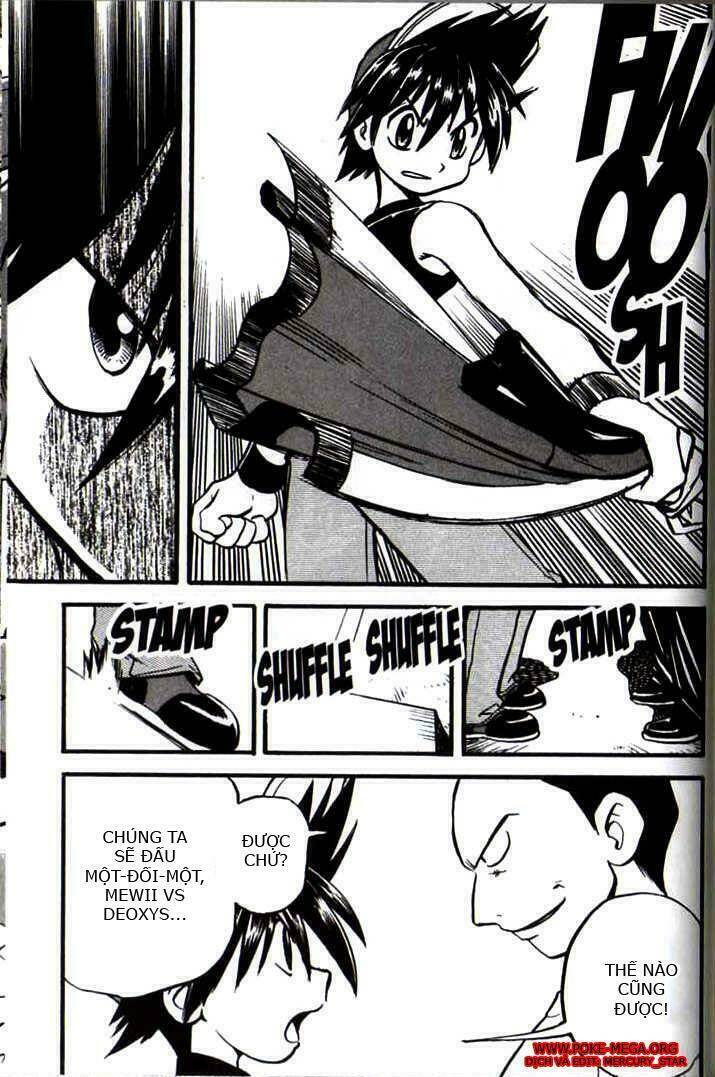 FWOOSH
STAMP
SHUFFLE
SHUFFLE
STAMP
ĐƯỢC
CHỨ?
CHÚNG TA
SẼ ĐẤU
MỘT-ĐỐI-MỘT,
MEWII VS
DEOXYS...
THẾ NÀO
CŨNG
ĐƯỢC!
WWW.POKE-MEGA.ORG
DỊCH VÀ EDIT: MERCURY_STAR